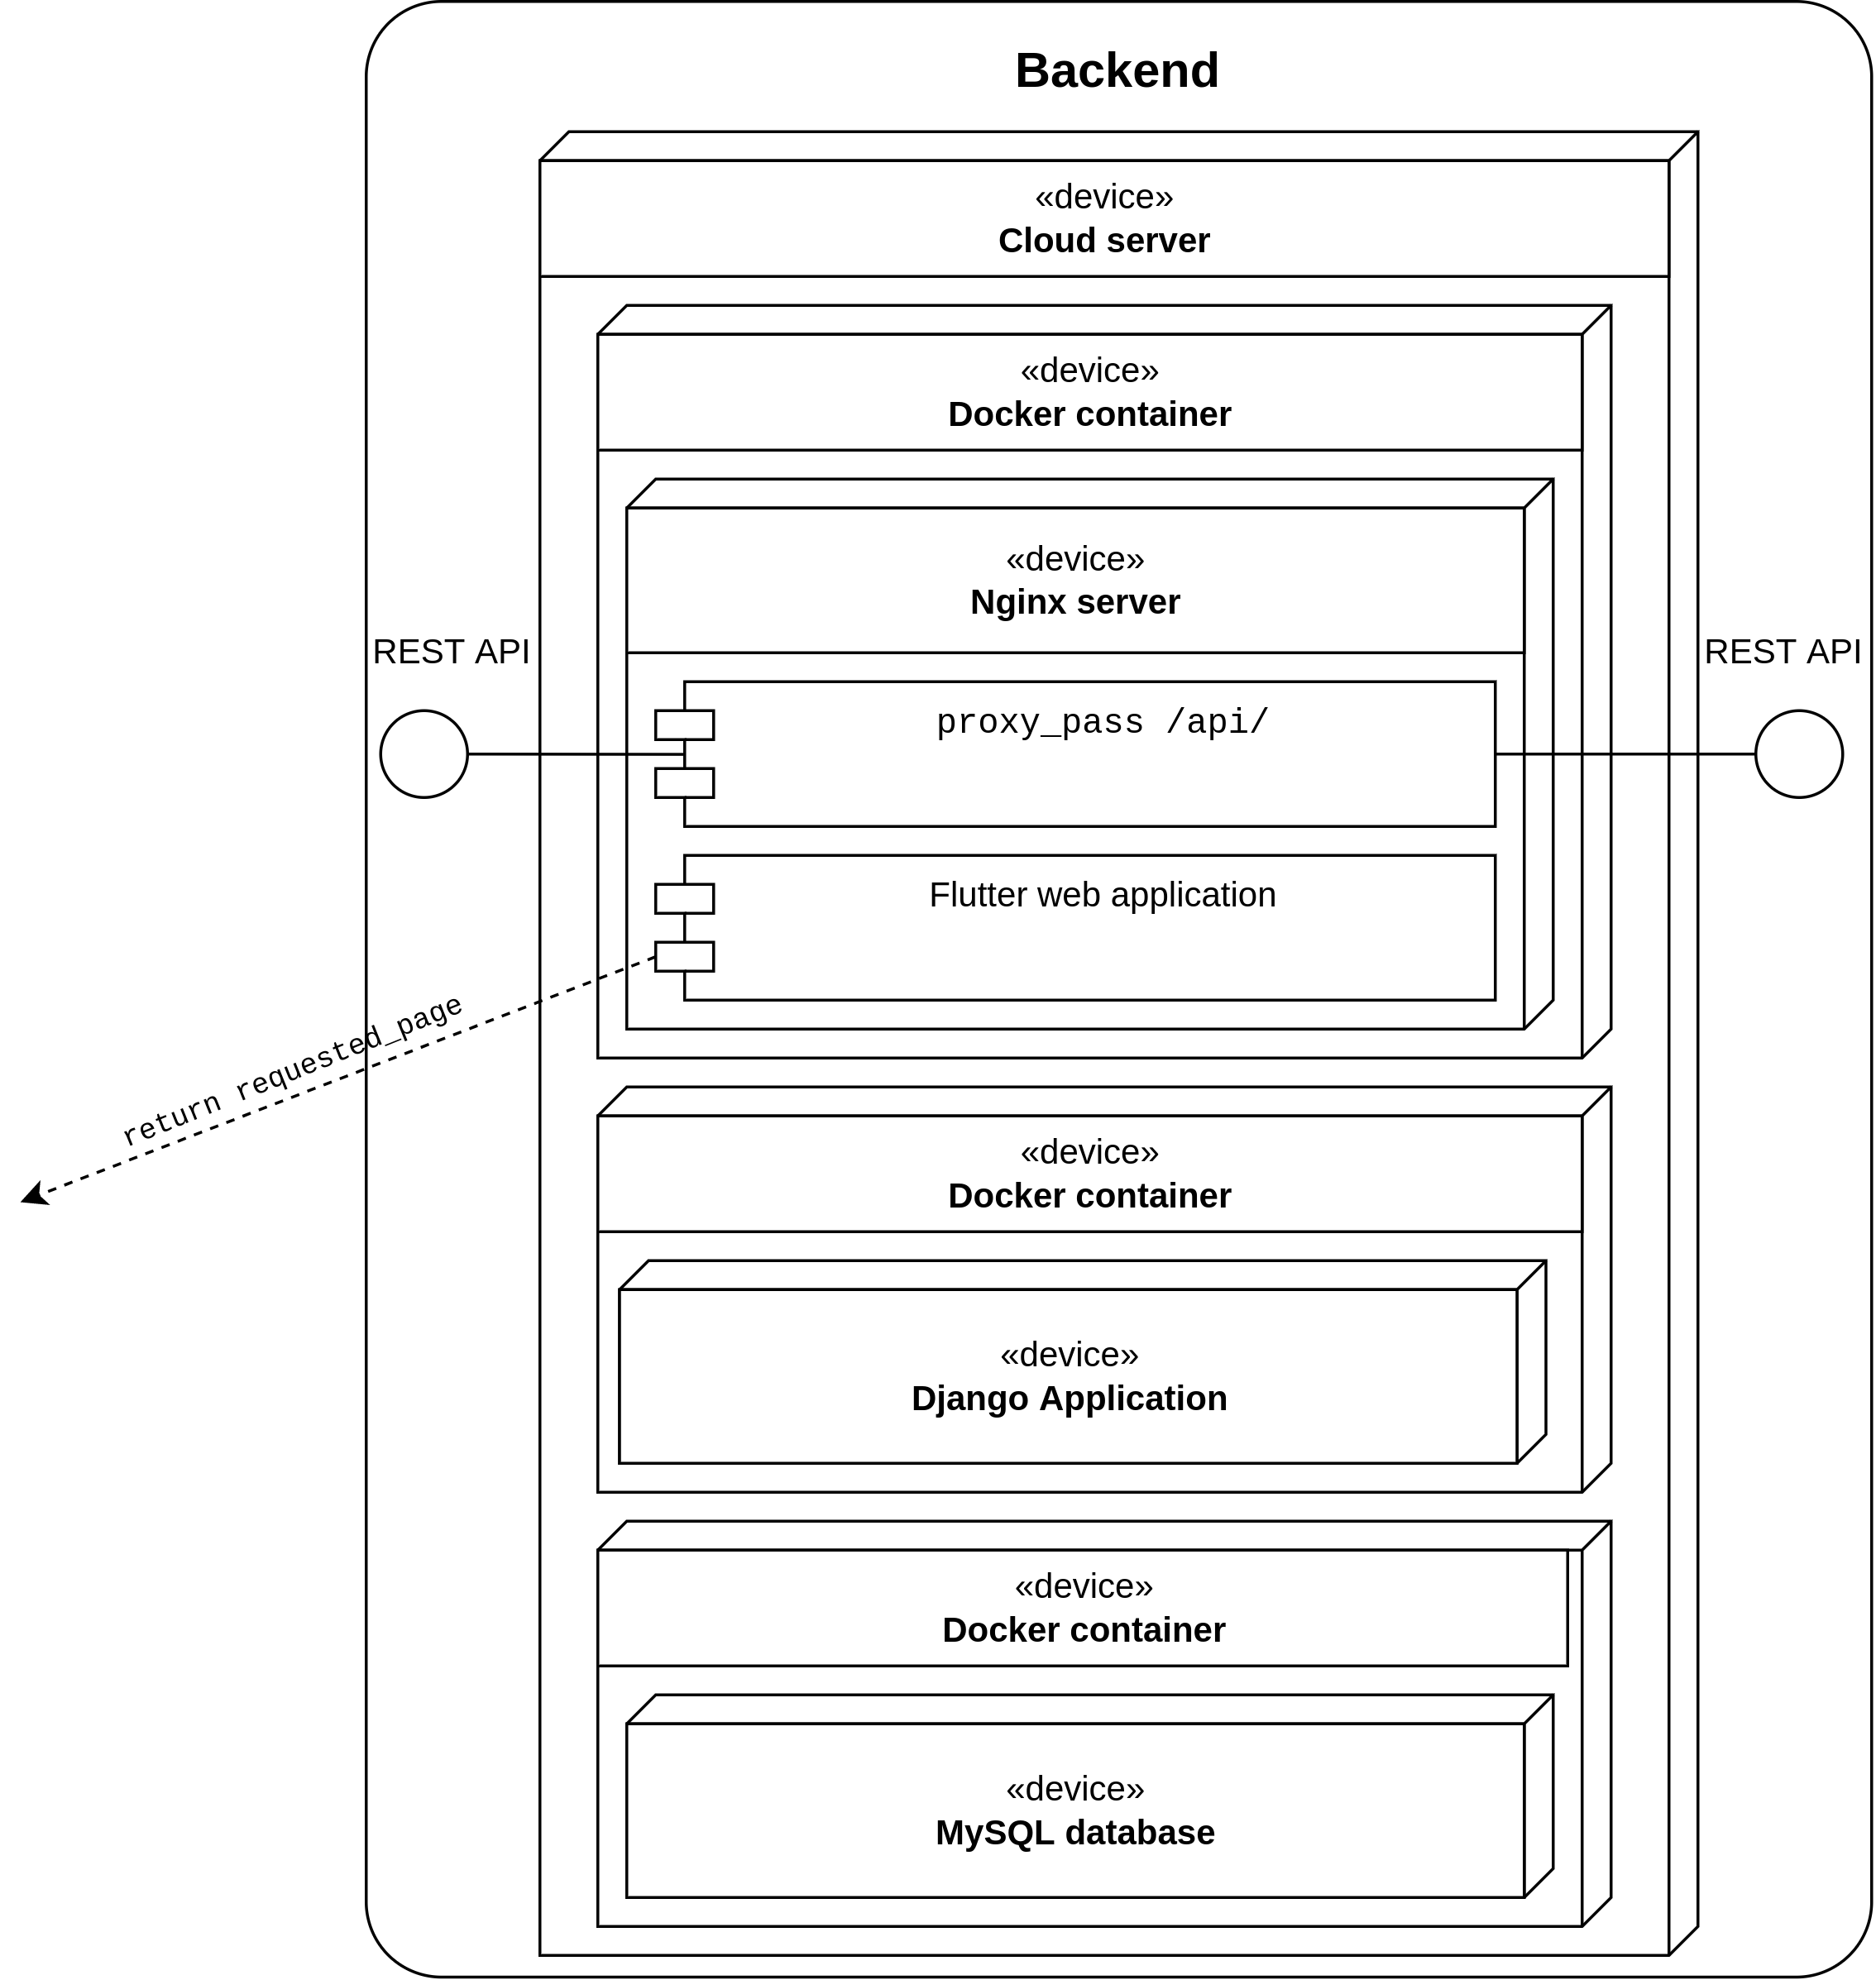 Backend
«device»
Cloud server
«device»
Docker container
«device»
Nginx server
REST API
REST API
proxy_pass /api/
Flutter web application
return requested_page
«device»
Docker container
«device»
Django Application
«device»
Docker container
«device»
MySQL database